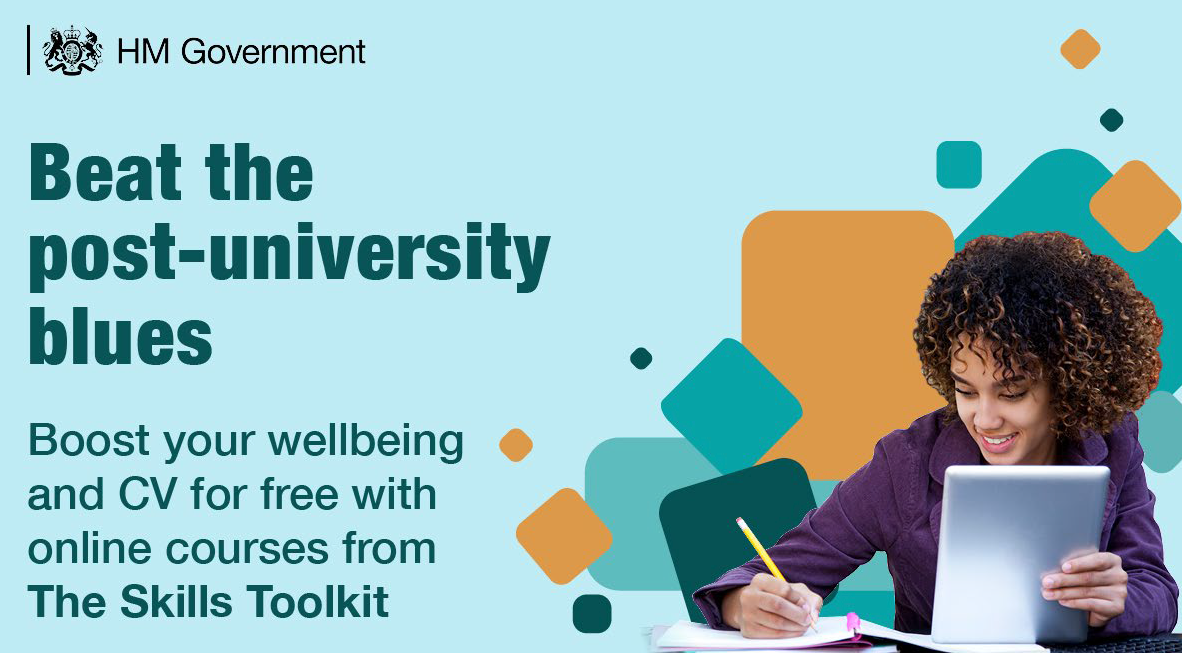 HM Government
Beat the
post-university
blues
Boost your wellbeing
and CV for free with
online courses from
The Skills Toolkit